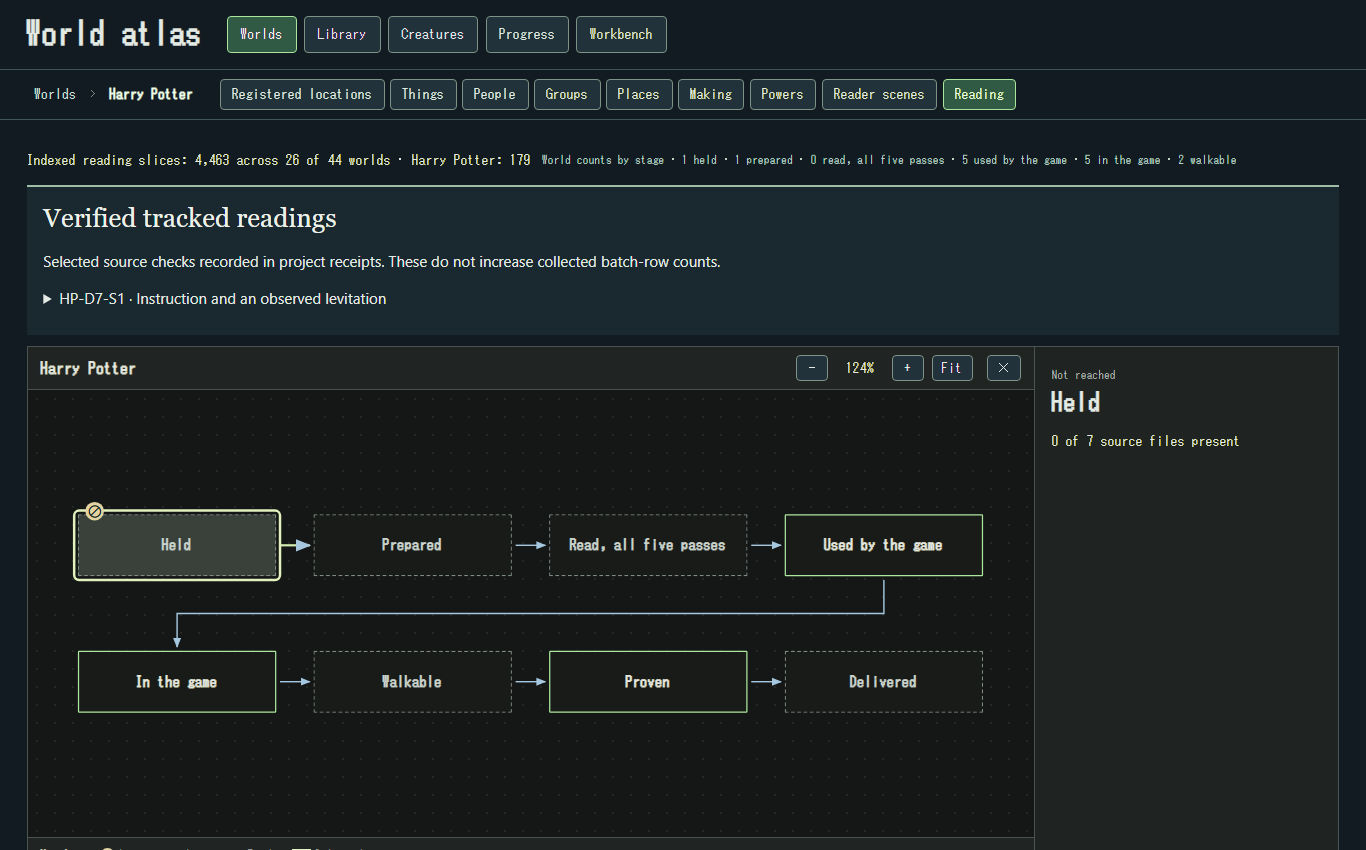 World atlas
Worlds
Library
Creatures
Progress
Workbench
Worlds > Harry Potter
Registered locations
Things
People
Groups
Places
Making
Powers
Reader scenes
Reading
Indexed reading slices: 4,463 across 26 of 44 worlds · Harry Potter: 179 World counts by stage · 1 held · 1 prepared · 0 read, all five passes · 5 used by the game · 5 in the game · 2 walkable
Verified tracked readings
Selected source checks recorded in project receipts. These do not increase collected batch-row counts.
▶ HP-D7-S1 · Instruction and an observed levitation
Harry Potter
− 124% + Fit ×
Not reached
Held
0 of 7 source files present
Held
Prepared
Read, all five passes
Used by the game
In the game
Walkable
Proven
Delivered